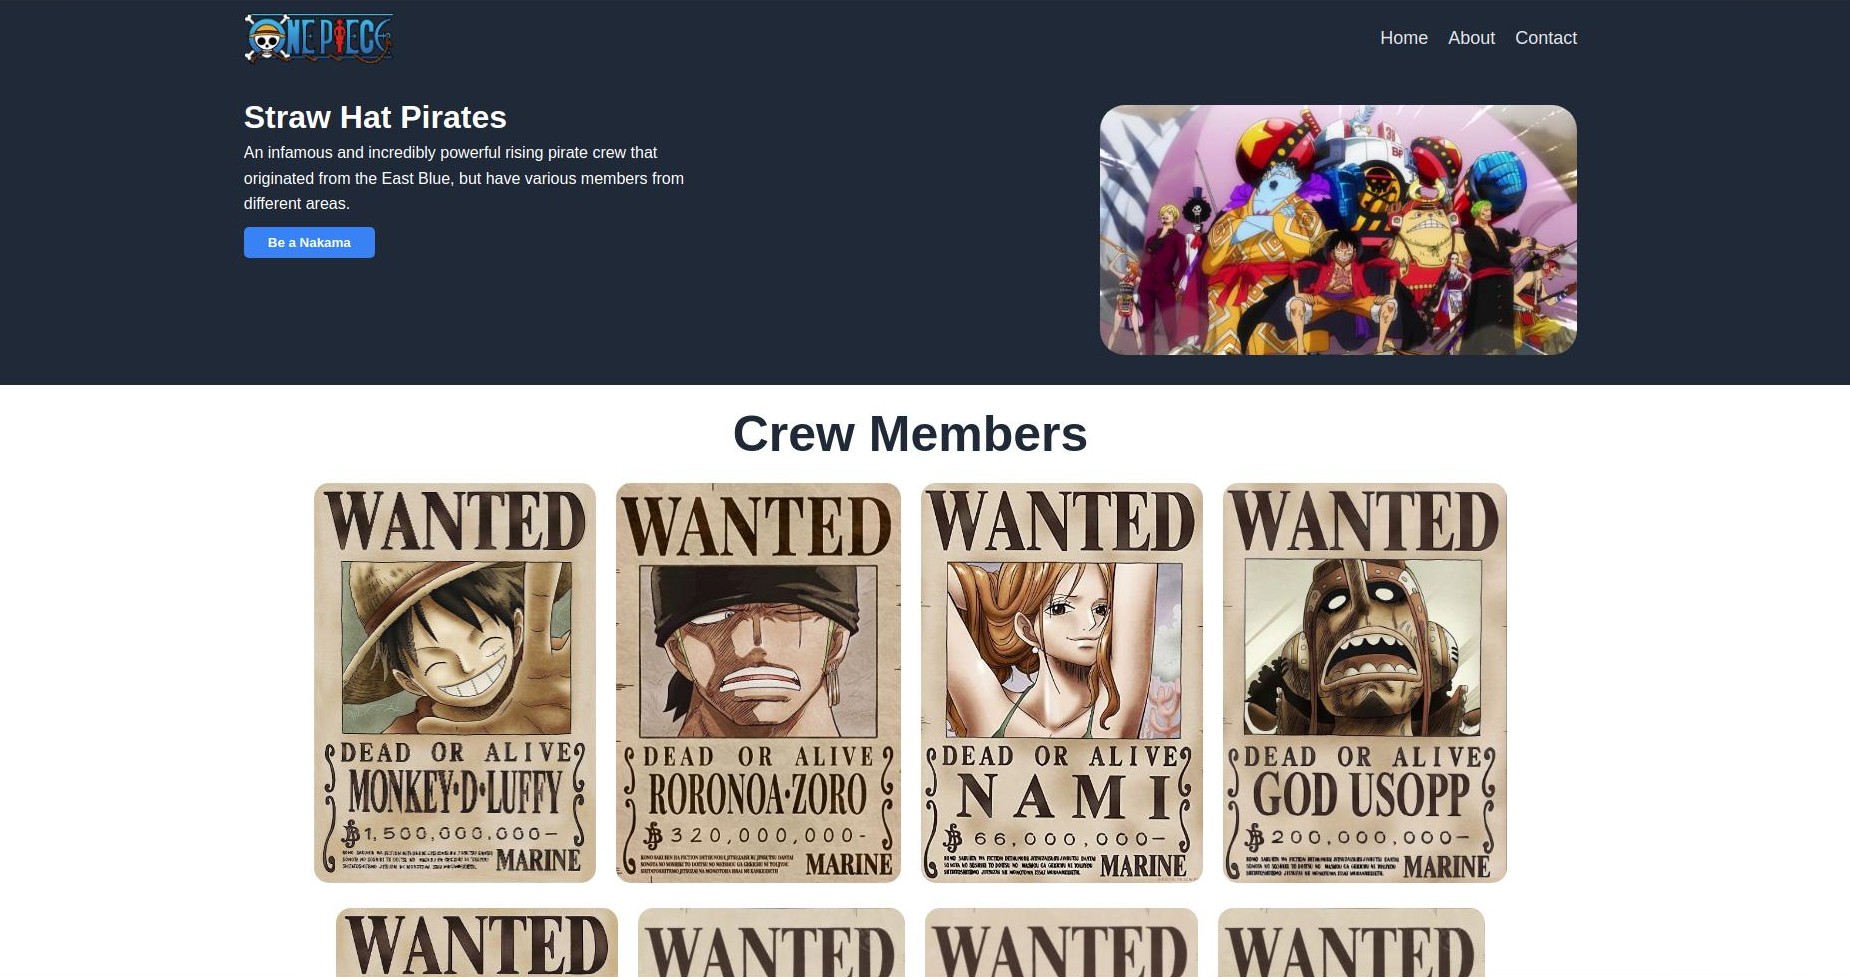 ONE PIECE
Home About Contact
Straw Hat Pirates
An infamous and incredibly powerful rising pirate crew that
originated from the East Blue, but have various members from
different areas.
Be a Nakama
Crew Members
WANTED
DEAD OR ALIVE
MONKEY·D·LUFFY
1,500,000,000-
MARINE
WANTED
DEAD OR ALIVE
RORONOA·ZORO
320,000,000-
MARINE
WANTED
DEAD OR ALIVE
NAMI
66,000,000-
MARINE
WANTED
DEAD OR ALIVE
GOD USOPP
200,000,000-
MARINE
WANTED
WANTED
WANTED
WANTED